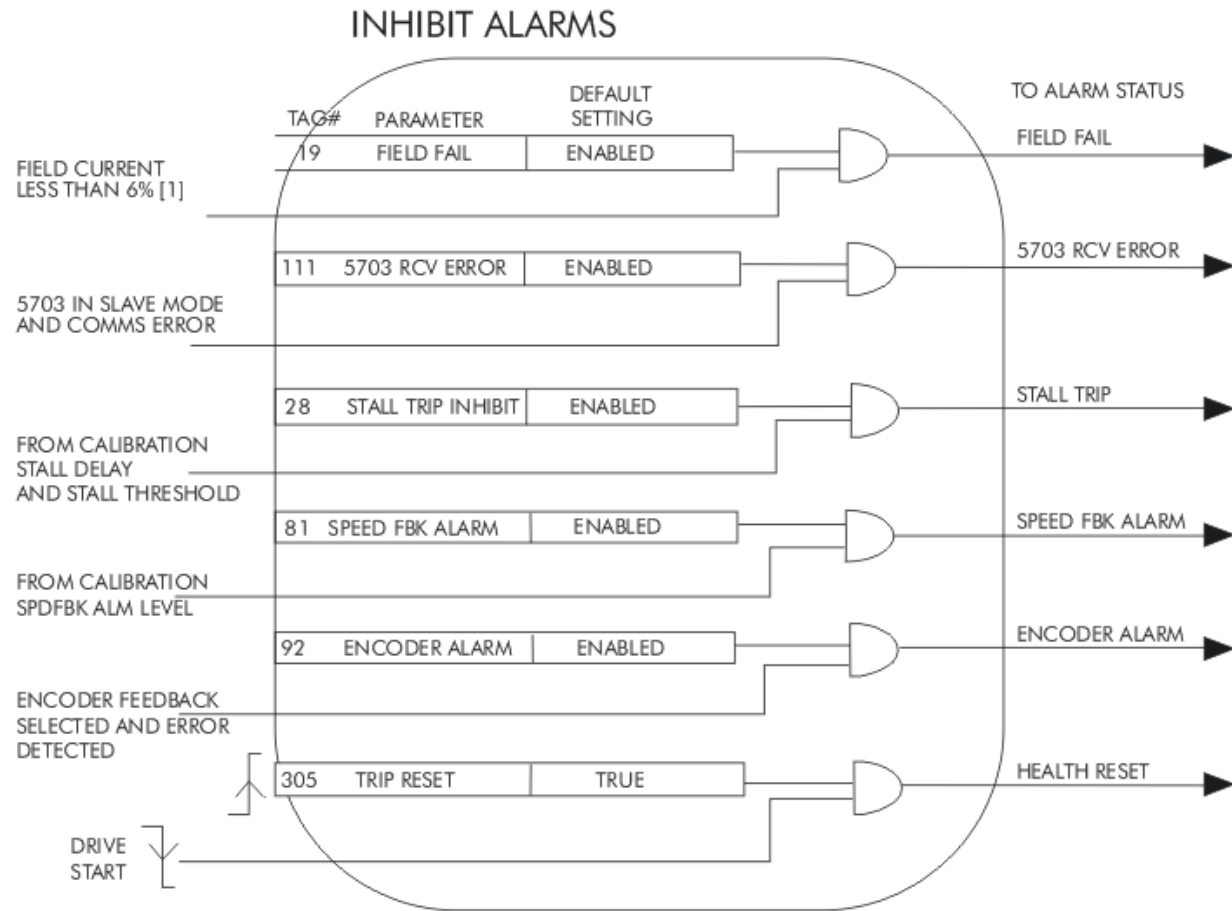 INHIBIT ALARMS
TAG# PARAMETER DEFAULT
SETTING
TO ALARM STATUS
19 FIELD FAIL ENABLED
FIELD FAIL
FIELD CURRENT
LESS THAN 6% [1]
111 5703 RCV ERROR ENABLED
5703 RCV ERROR
5703 IN SLAVE MODE
AND COMMS ERROR
28 STALL TRIP INHIBIT ENABLED
STALL TRIP
FROM CALIBRATION
STALL DELAY
AND STALL THRESHOLD
81 SPEED FBK ALARM ENABLED
SPEED FBK ALARM
FROM CALIBRATION
SPDFBK ALM LEVEL
92 ENCODER ALARM ENABLED
ENCODER ALARM
ENCODER FEEDBACK
SELECTED AND ERROR
DETECTED
305 TRIP RESET TRUE
HEALTH RESET
DRIVE
START